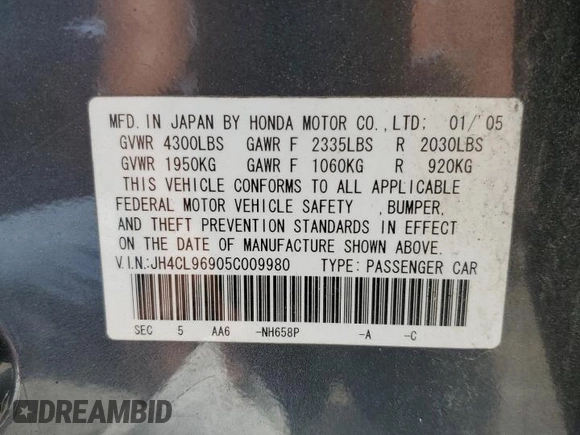 MFD. IN JAPAN BY HONDA MOTOR CO.,LTD; 01/'05
GVWR 4300LBS GAWR F 2335LBS R 2030LBS
GVWR 1950KG GAWR F 1060KG R 920KG
THIS VEHICLE CONFORMS TO ALL APPLICABLE
FEDERAL MOTOR VEHICLE SAFETY ,BUMPER,
AND THEFT PREVENTION STANDARDS IN EFFECT
ON THE DATE OF MANUFACTURE SHOWN ABOVE.
V.I.N:JH4CL96905C009980 TYPE: PASSENGER CAR
SEC 5 AA6 -NH658P -A -C
DREAMBID